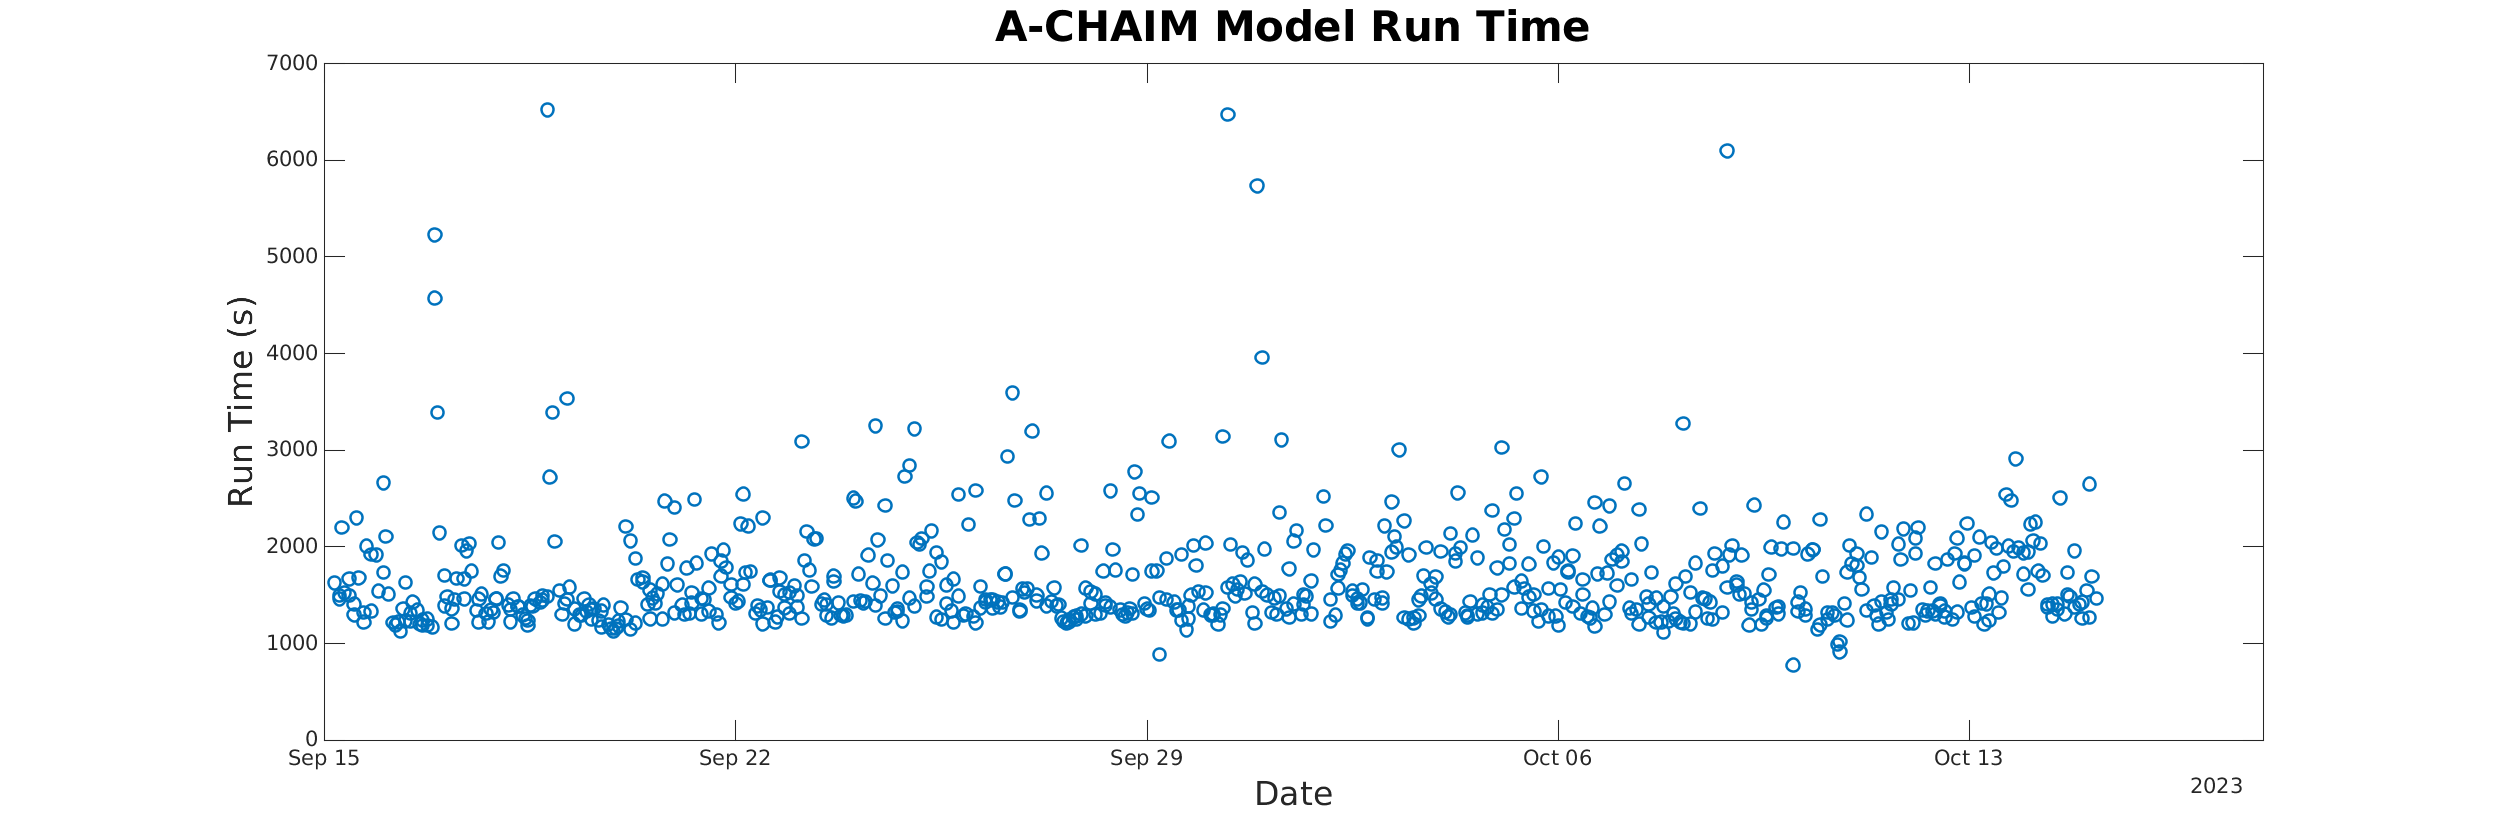 A-CHAIM Model Run Time
7000
6000
5000
4000
3000
2000
1000
0
Run Time (s)
Sep 15 Sep 22 Sep 29 Oct 06 Oct 13
2023
Date